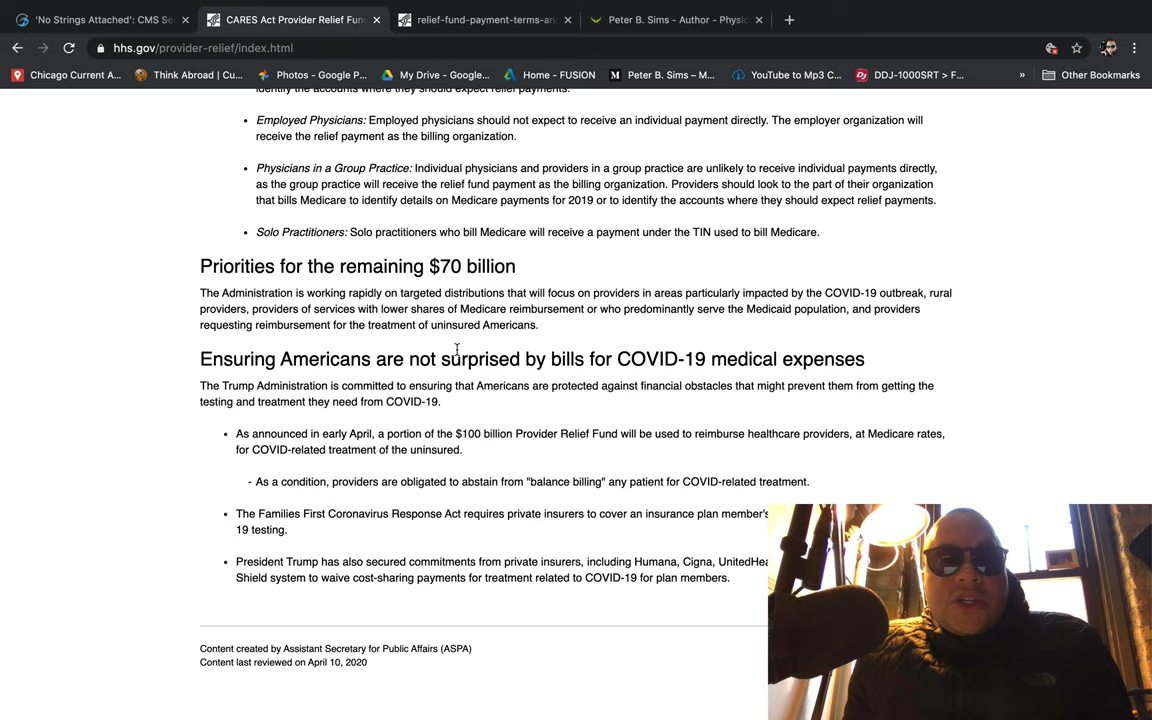 'No Strings Attached': CMS Se
CARES Act Provider Relief Fun
relief-fund-payment-terms-an
Peter B. Sims - Author - Physic
hhs.gov/provider-relief/index.html
Chicago Current A...
Think Abroad | Cu...
Photos - Google P...
My Drive - Google...
Home - FUSION
Peter B. Sims – M...
YouTube to Mp3 C...
DDJ-1000SRT > F...
»
Other Bookmarks
identify the accounts where they should expect relief payments.
• Employed Physicians: Employed physicians should not expect to receive an individual payment directly. The employer organization will
receive the relief payment as the billing organization.
• Physicians in a Group Practice: Individual physicians and providers in a group practice are unlikely to receive individual payments directly,
as the group practice will receive the relief fund payment as the billing organization. Providers should look to the part of their organization
that bills Medicare to identify details on Medicare payments for 2019 or to identify the accounts where they should expect relief payments.
• Solo Practitioners: Solo practitioners who bill Medicare will receive a payment under the TIN used to bill Medicare.
Priorities for the remaining $70 billion
The Administration is working rapidly on targeted distributions that will focus on providers in areas particularly impacted by the COVID-19 outbreak, rural
providers, providers of services with lower shares of Medicare reimbursement or who predominantly serve the Medicaid population, and providers
requesting reimbursement for the treatment of uninsured Americans.
Ensuring Americans are not surprised by bills for COVID-19 medical expenses
The Trump Administration is committed to ensuring that Americans are protected against financial obstacles that might prevent them from getting the
testing and treatment they need from COVID-19.
• As announced in early April, a portion of the $100 billion Provider Relief Fund will be used to reimburse healthcare providers, at Medicare rates,
for COVID-related treatment of the uninsured.
- As a condition, providers are obligated to abstain from "balance billing" any patient for COVID-related treatment.
• The Families First Coronavirus Response Act requires private insurers to cover an insurance plan member's
19 testing.
• President Trump has also secured commitments from private insurers, including Humana, Cigna, UnitedHea
Shield system to waive cost-sharing payments for treatment related to COVID-19 for plan members.
Content created by Assistant Secretary for Public Affairs (ASPA)
Content last reviewed on April 10, 2020